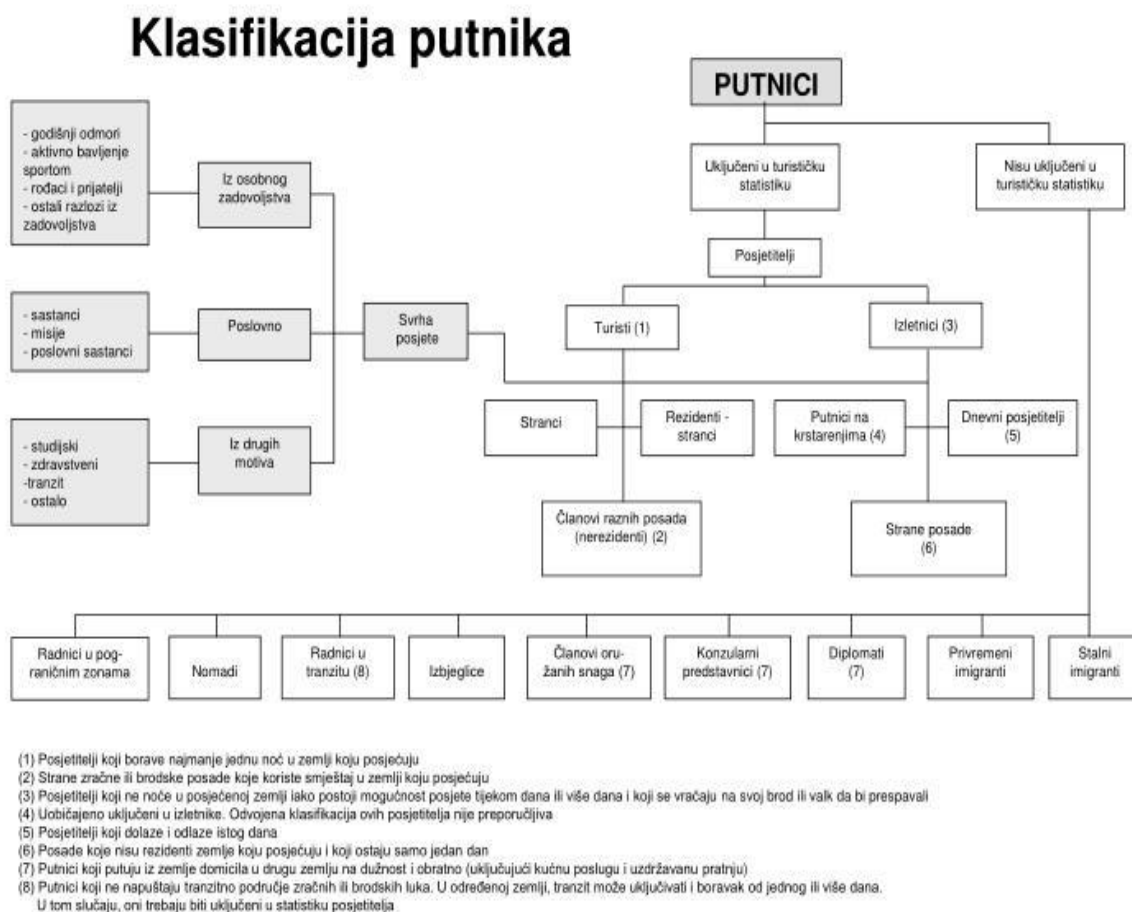 Klasifikacija putnika
PUTNICI
- godišnji odmori
- aktivno bavljenje
sportom
- rođaci i prijatelji
- ostali razlozi iz
zadovoljstva
Iz osobnog
zadovoljstva
Uključeni u turističku
statistiku
Nisu uključeni u
turističku statistiku
Posjetitelji
- sastanci
- misije
- poslovni sastanci
Poslovno
Svrha
posjete
Turisti (1)
Izletnici (3)
Stranci
Rezidenti -
stranci
Putnici na
krstarenjima (4)
Dnevni posjetitelji
(5)
- studijski
- zdravstveni
-tranzit
- ostalo
Iz drugih
motiva
Članovi raznih posada
(nerezidenti) (2)
Strane posade
(6)
Radnici u pog-
raničnim zonama
Nomadi
Radnici u
tranzitu (8)
Izbjeglice
Članovi oru-
žanih snaga (7)
Konzularni
predstavnici (7)
Diplomati
(7)
Privremeni
imigranti
Stalni
imigranti
(1) Posjetitelji koji borave najmanje jednu noć u zemlji koju posjećuju
(2) Strane zračne ili brodske posade koje koriste smještaj u zemlji koju posjećuju
(3) Posjetitelji koji ne noće u posjećenoj zemlji iako postoji mogućnost posjete tijekom dana ili više dana i koji se vraćaju na svoj brod ili valk da bi prespavali
(4) Uobičajeno uključeni u izletnike. Odvojena klasifikacija ovih posjetitelja nije preporučljiva
(5) Posjetitelji koji dolaze i odlaze istog dana
(6) Posade koje nisu rezidenti zemlje koju posjećuju i koji ostaju samo jedan dan
(7) Putnici koji putuju iz zemlje domicila u drugu zemlju na dužnost i obratno (uključujući kućnu poslugu i uzdržavanu pratnju)
(8) Putnici koji ne napuštaju tranzitno područje zračnih ili brodskih luka. U određenoj zemlji, tranzit može uključivati i boravak od jednog ili više dana.
U tom slučaju, oni trebaju biti uključeni u statistiku posjetitelja